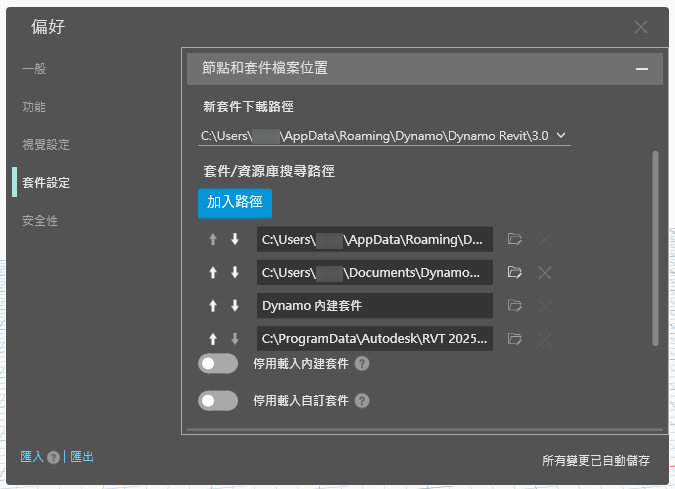 偏好
一般
功能
視覺設定
套件設定
安全性
節點和套件檔案位置
新套件下載路徑
C:\Users\ \AppData\Roaming\Dynamo\Dynamo Revit\3.0
套件/資源庫搜尋路徑
加入路徑
C:\Users\ \AppData\Roaming\D...
C:\Users\ \Documents\Dynamo...
Dynamo 內建套件
C:\ProgramData\Autodesk\RVT 2025...
停用載入內建套件 ?
停用載入自訂套件 ?
匯入 ? | 匯出
所有變更已自動儲存